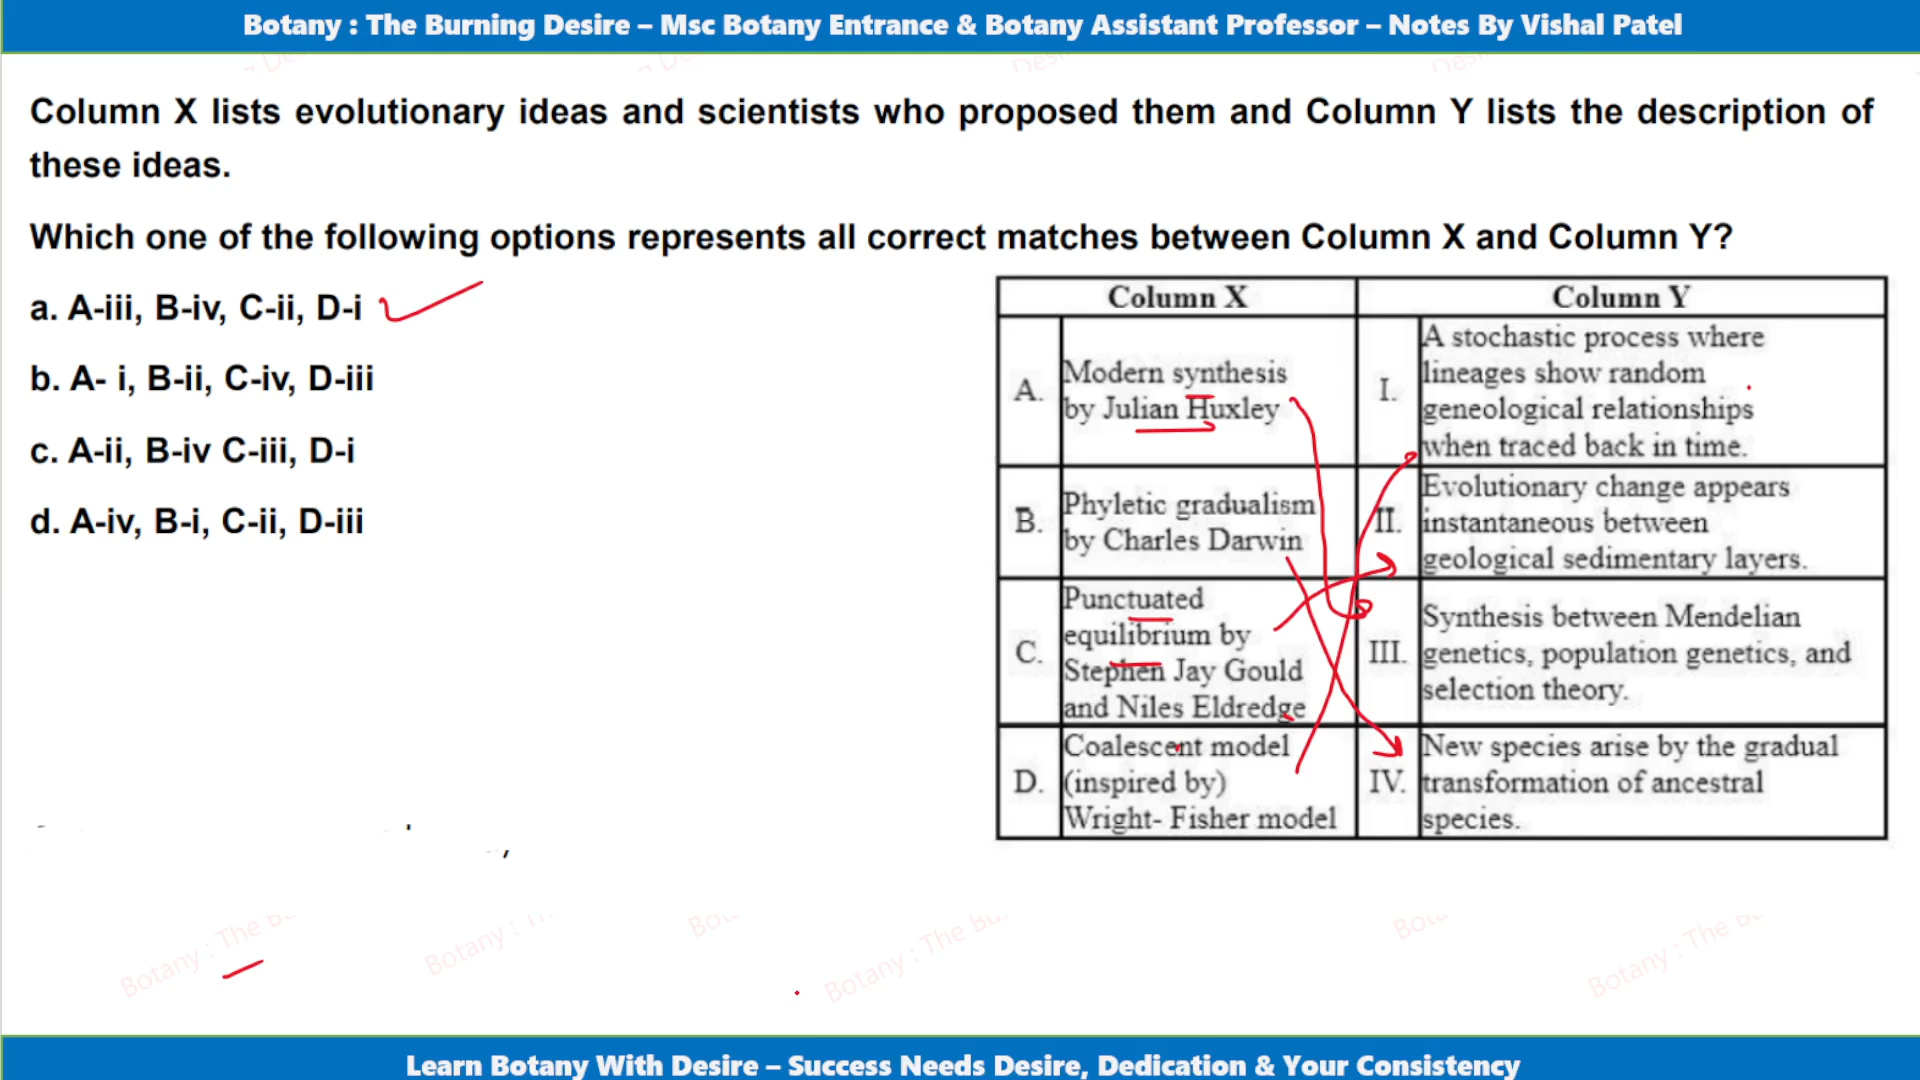 Botany : The Burning Desire – Msc Botany Entrance & Botany Assistant Professor – Notes By Vishal Patel
Column X lists evolutionary ideas and scientists who proposed them and Column Y lists the description of
these ideas.
Which one of the following options represents all correct matches between Column X and Column Y?
a. A-iii, B-iv, C-ii, D-i
b. A- i, B-ii, C-iv, D-iii
c. A-ii, B-iv C-iii, D-i
d. A-iv, B-i, C-ii, D-iii
Column X
Column Y
A.
Modern synthesis
by Julian Huxley
I.
A stochastic process where
lineages show random
geneological relationships
when traced back in time.
B.
Phyletic gradualism
by Charles Darwin
II.
Evolutionary change appears
instantaneous between
geological sedimentary layers.
C.
Punctuated
equilibrium by
Stephen Jay Gould
and Niles Eldredge
III.
Synthesis between Mendelian
genetics, population genetics, and
selection theory.
D.
Coalescent model
(inspired by)
Wright- Fisher model
IV.
New species arise by the gradual
transformation of ancestral
species.
Botany : The
Botany :
Botany : The
Botany : The
Learn Botany With Desire – Success Needs Desire, Dedication & Your Consistency